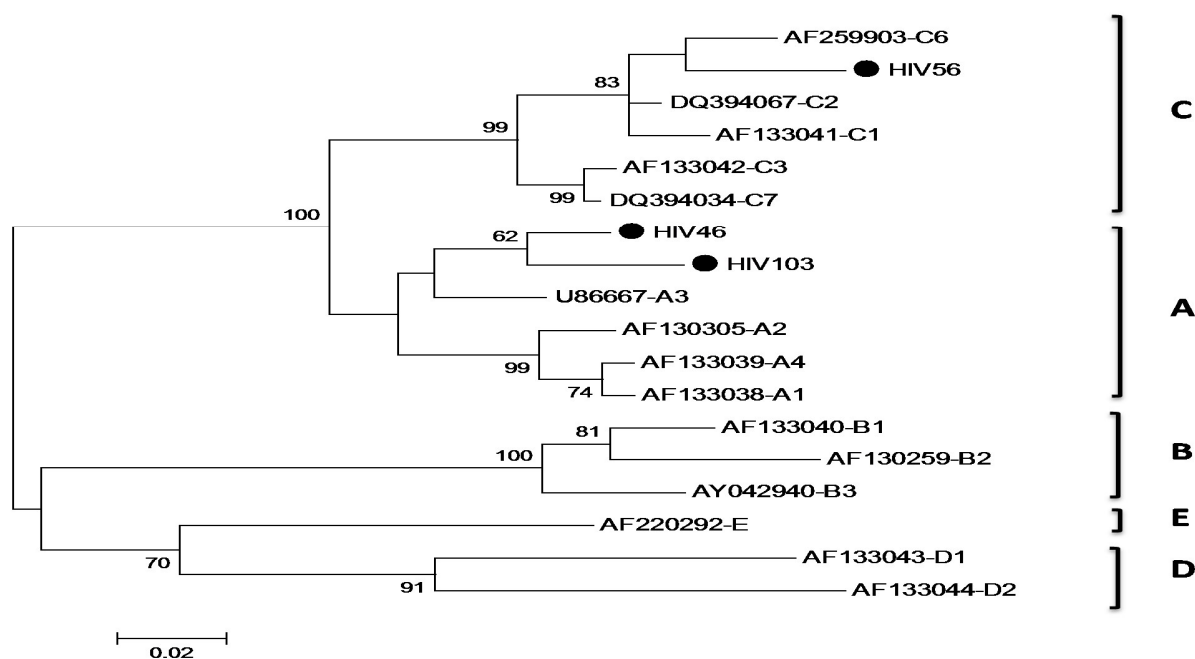 AF259903-C6
HIV56
83
DQ394067-C2
C
AF133041-C1
99
AF133042-C3
99
DQ394034-C7
100
HIV46
62
HIV103
U86667-A3
A
AF130305-A2
99
AF133039-A4
74
AF133038-A1
AF133040-B1
81
100
B
AF130259-B2
AY042940-B3
AF220292-E
E
70
AF133043-D1
D
91
AF133044-D2
0.02